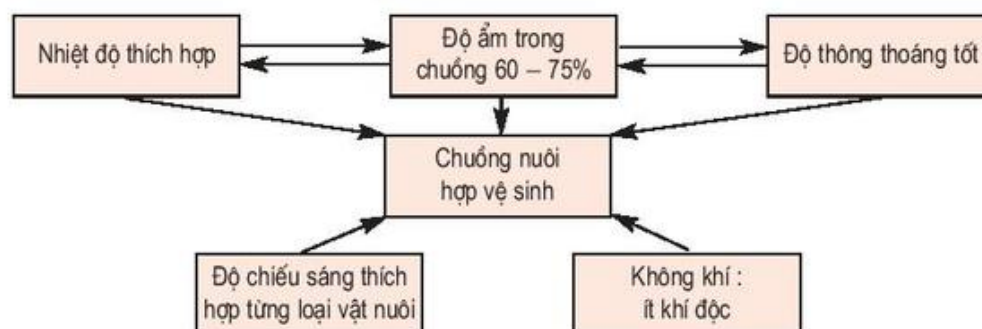 Nhiệt độ thích hợp
Độ ẩm trong
chuồng 60 – 75%
Độ thông thoáng tốt
Chuồng nuôi
hợp vệ sinh
Độ chiếu sáng thích
hợp từng loại vật nuôi
Không khí :
ít khí độc